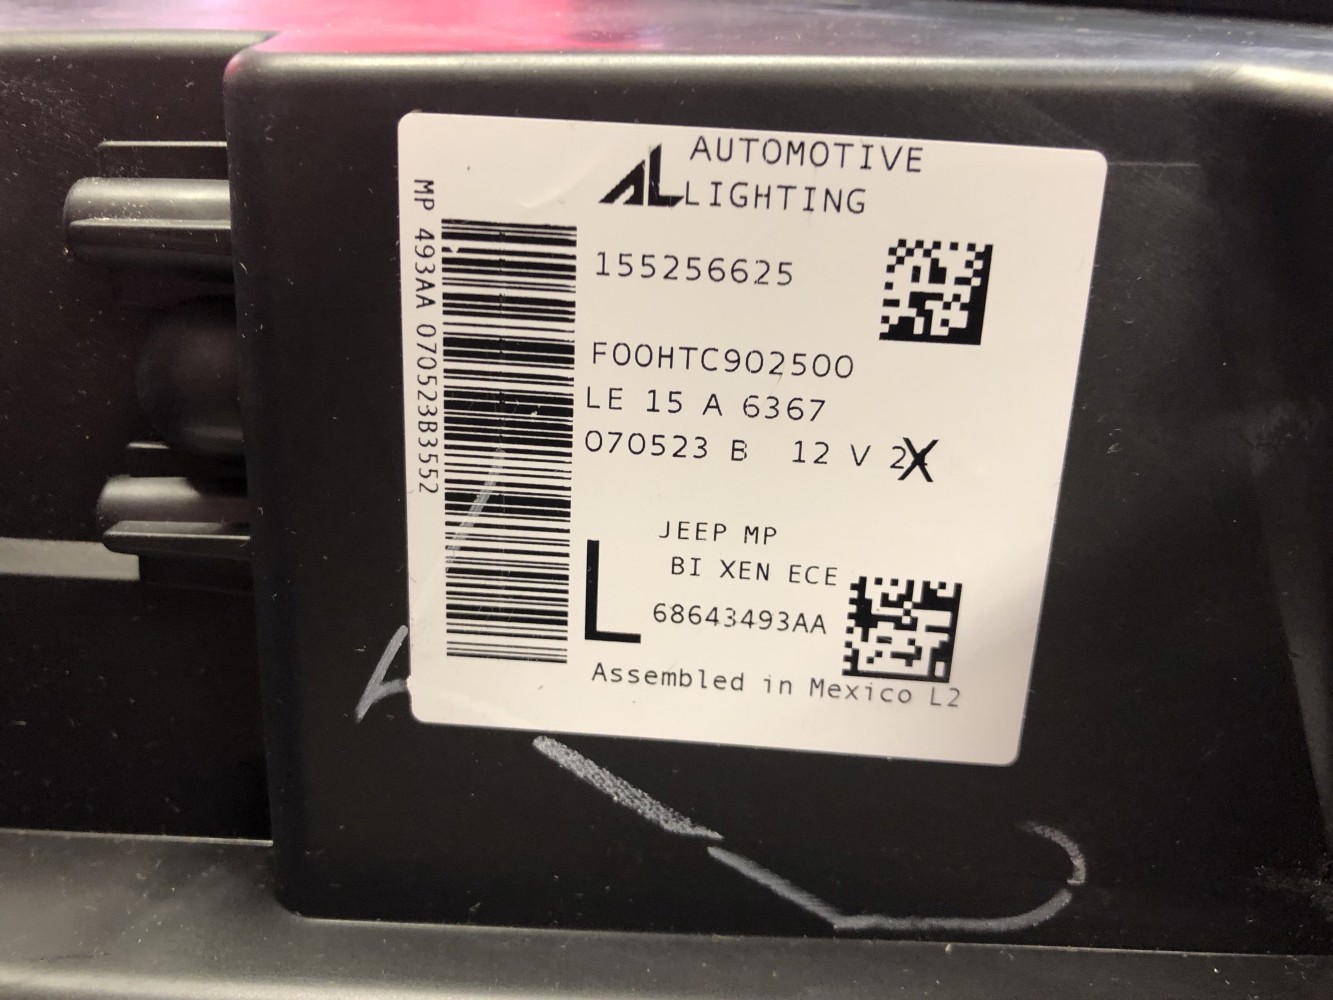 AL AUTOMOTIVE
LIGHTING
155256625
F00HTC902500
LE 15 A 6367
070523 B 12 V 2X
JEEP MP
BI XEN ECE
L 68643493AA
Assembled in Mexico L2
MP 493AA 070523B3552